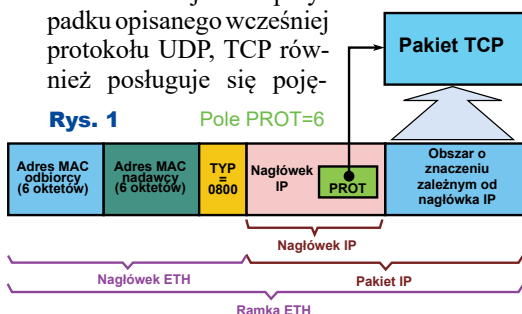 padku opisanego wcześniej
protokołu UDP, TCP rów-
nież posługuje się poję-
Pakiet TCP
Rys. 1
Pole PROT=6
Adres MAC
odbiorcy
(6 oktetów)
Adres MAC
nadawcy
(6 oktetów)
TYP
=
0800
Nagłówek
IP
PROT
Obszar o
znaczeniu
zależnym od
nagłówka IP
Nagłówek IP
Nagłówek ETH
Pakiet IP
Ramka ETH